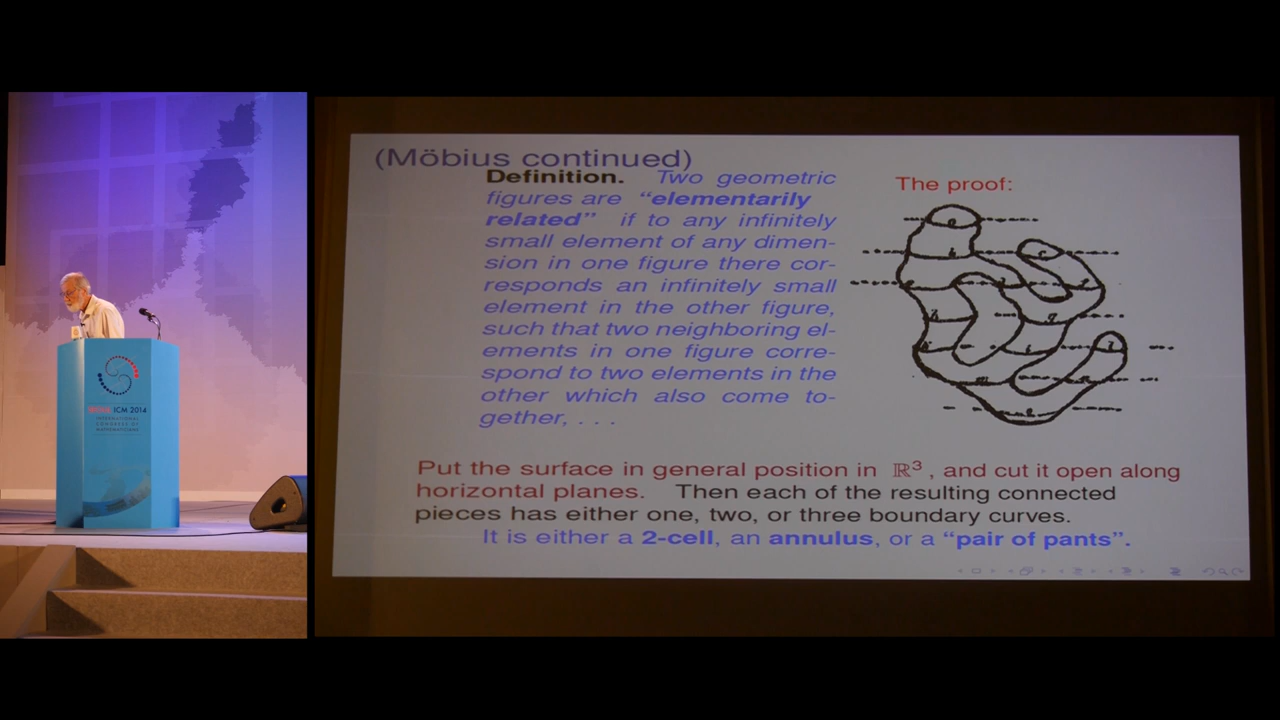 (Möbius continued)
Definition. Two geometric
figures are “elementarily
related” if to any infinitely
small element of any dimen-
sion in one figure there cor-
responds an infinitely small
element in the other figure,
such that two neighboring el-
ements in one figure corre-
spond to two elements in the
other which also come to-
gether, . . .
The proof:
Put the surface in general position in ℝ³, and cut it open along
horizontal planes. Then each of the resulting connected
pieces has either one, two, or three boundary curves.
It is either a 2-cell, an annulus, or a “pair of pants”.
ICM 2014
INTERNATIONAL
CONGRESS OF
MATHEMATICIANS